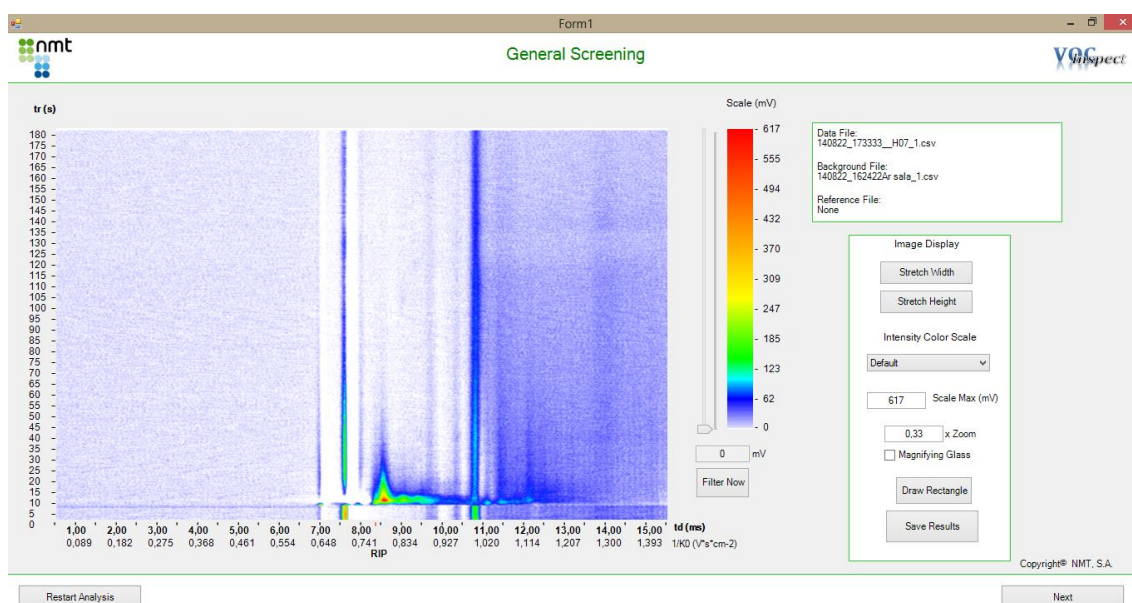 Form1
nmt
General Screening
VOC Inspect
tr (s)
180
175
170
165
160
155
150
145
140
135
130
125
120
115
110
105
100
95
90
85
80
75
70
65
60
55
50
45
40
35
30
25
20
15
10
5
0
1,00 2,00 3,00 4,00 5,00 6,00 7,00 8,00 9,00 10,00 11,00 12,00 13,00 14,00 15,00 td (ms)
0,089 0,182 0,275 0,368 0,461 0,554 0,648 0,741 0,834 0,927 1,020 1,114 1,207 1,300 1,393 1/K0 (V*s*cm-2)
RIP
Scale (mV)
617
555
494
432
370
309
247
185
123
62
0
0 mV
Filter Now
Data File:
140822_173333__H07_1.csv
Background File:
140822_162422Ar sala_1.csv
Reference File:
None
Image Display
Stretch Width
Stretch Height
Intensity Color Scale
Default
617 Scale Max (mV)
0,33 x Zoom
Magnifying Glass
Draw Rectangle
Save Results
Copyright® NMT, S.A.
Restart Analysis
Next